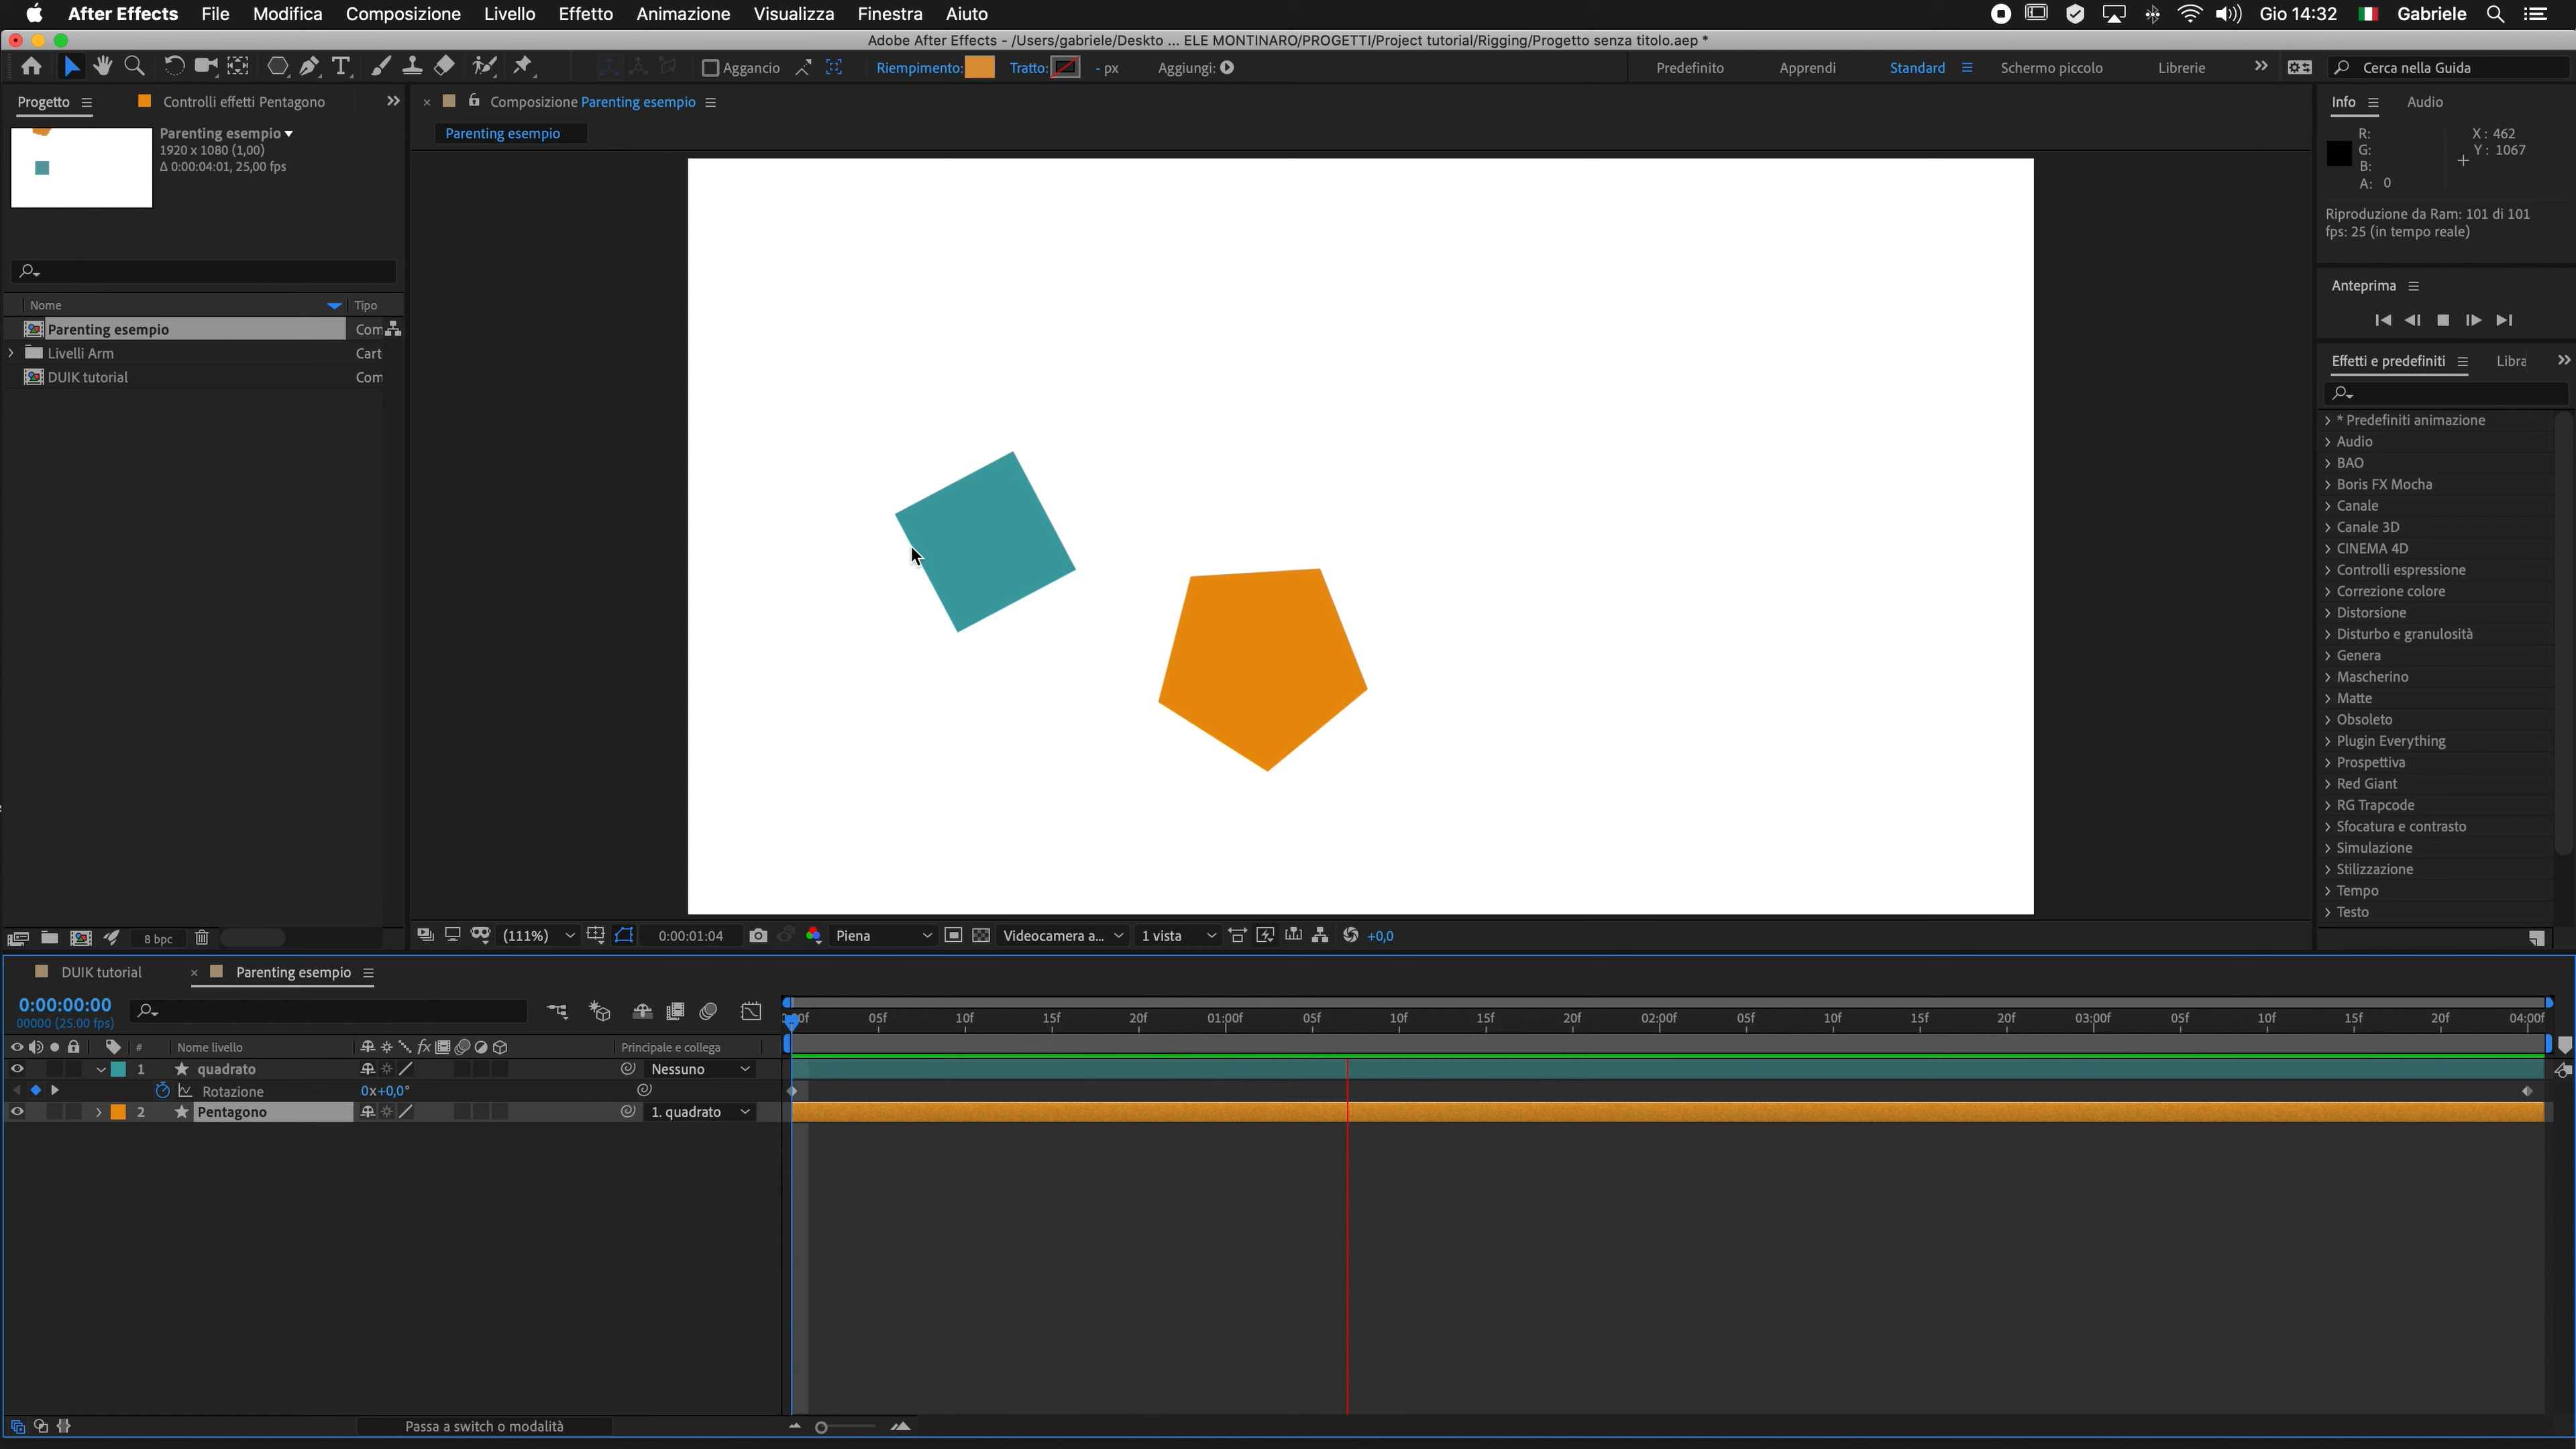 After Effects File Modifica Composizione Livello Effetto Animazione Visualizza Finestra Aiuto Gio 14:32 Gabriele
Adobe After Effects - /Users/gabriele/Deskto ... ELE MONTINARO/PROGETTI/Project tutorial/Rigging/Progetto senza titolo.aep *
Aggancio Riempimento: Tratto: - px Aggiungi: Predefinito Apprendi Standard Schermo piccolo Librerie Cerca nella Guida
Progetto Controlli effetti Pentagono Composizione Parenting esempio Info Audio
Parenting esempio
1920 x 1080 (1,00)
Δ 0:00:04:01, 25,00 fps
Parenting esempio
R: X: 462
G: Y: 1067
B:
A: 0
Riproduzione da Ram: 101 di 101
fps: 25 (in tempo reale)
Anteprima
Nome Tipo
Parenting esempio Com
Livelli Arm Cart
DUIK tutorial Com
Effetti e predefiniti Libra
* Predefiniti animazione
Audio
BAO
Boris FX Mocha
Canale
Canale 3D
CINEMA 4D
Controlli espressione
Correzione colore
Distorsione
Disturbo e granulosità
Genera
Mascherino
Matte
Obsoleto
Plugin Everything
Prospettiva
Red Giant
RG Trapcode
Sfocatura e contrasto
Simulazione
Stilizzazione
Tempo
Testo
8 bpc (111%) 0:00:01:04 Piena Videocamera a... 1 vista +0,0
DUIK tutorial Parenting esempio
0:00:00:00
00000 (25.00 fps)
05f 10f 15f 20f 01:00f 05f 10f 15f 20f 02:00f 05f 10f 15f 20f 03:00f 05f 10f 15f 20f 04:00f
# Nome livello fx Principale e collega
1 quadrato Nessuno
Rotazione 0x+0,0°
2 Pentagono 1. quadrato
Passa a switch o modalità